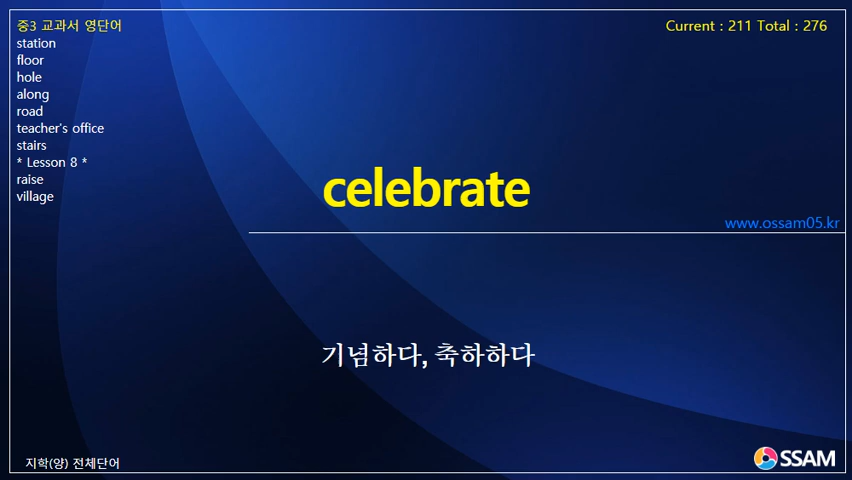 중3 교과서 영단어
Current : 211 Total : 276
station
floor
hole
along
road
teacher's office
stairs
* Lesson 8 *
raise
village
celebrate
www.ossam05.kr
기념하다, 축하하다
지학(양) 전체단어
OSSAM